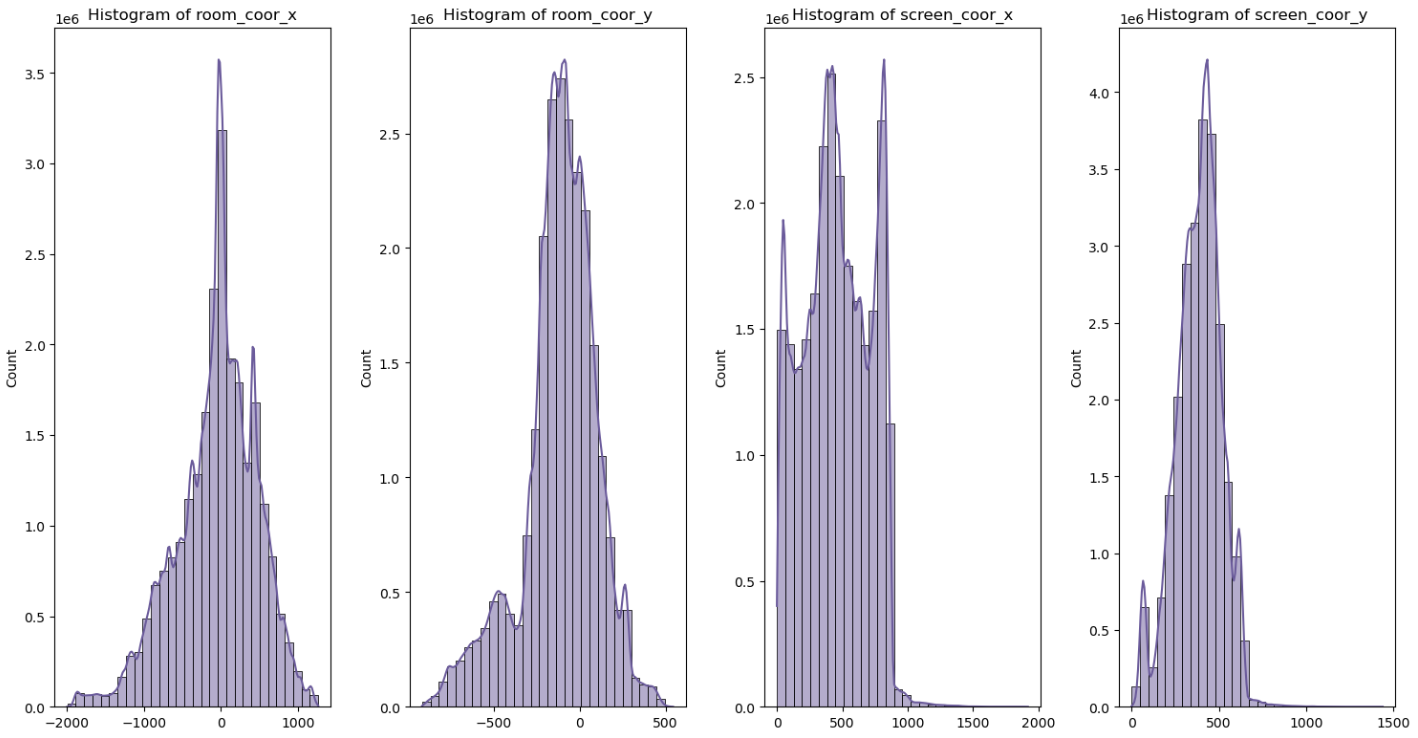 Histogram of room_coor_x
1e6
Count
3.5
3.0
2.5
2.0
1.5
1.0
0.5
0.0
−2000 −1000 0 1000
Histogram of room_coor_y
1e6
Count
2.5
2.0
1.5
1.0
0.5
0.0
−500 0 500
Histogram of screen_coor_x
1e6
Count
2.5
2.0
1.5
1.0
0.5
0.0
0 500 1000 1500 2000
Histogram of screen_coor_y
1e6
Count
4.0
3.5
3.0
2.5
2.0
1.5
1.0
0.5
0.0
0 500 1000 1500